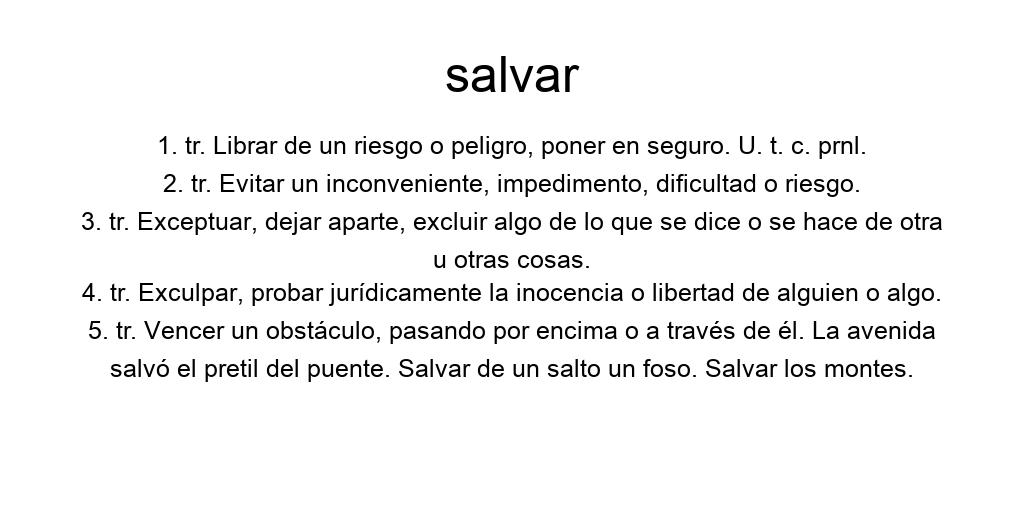 salvar
1. tr. Librar de un riesgo o peligro, poner en seguro. U. t. c. prnl.
2. tr. Evitar un inconveniente, impedimento, dificultad o riesgo.
3. tr. Exceptuar, dejar aparte, excluir algo de lo que se dice o se hace de otra
u otras cosas.
4. tr. Exculpar, probar jurídicamente la inocencia o libertad de alguien o algo.
5. tr. Vencer un obstáculo, pasando por encima o a través de él. La avenida
salvó el pretil del puente. Salvar de un salto un foso. Salvar los montes.